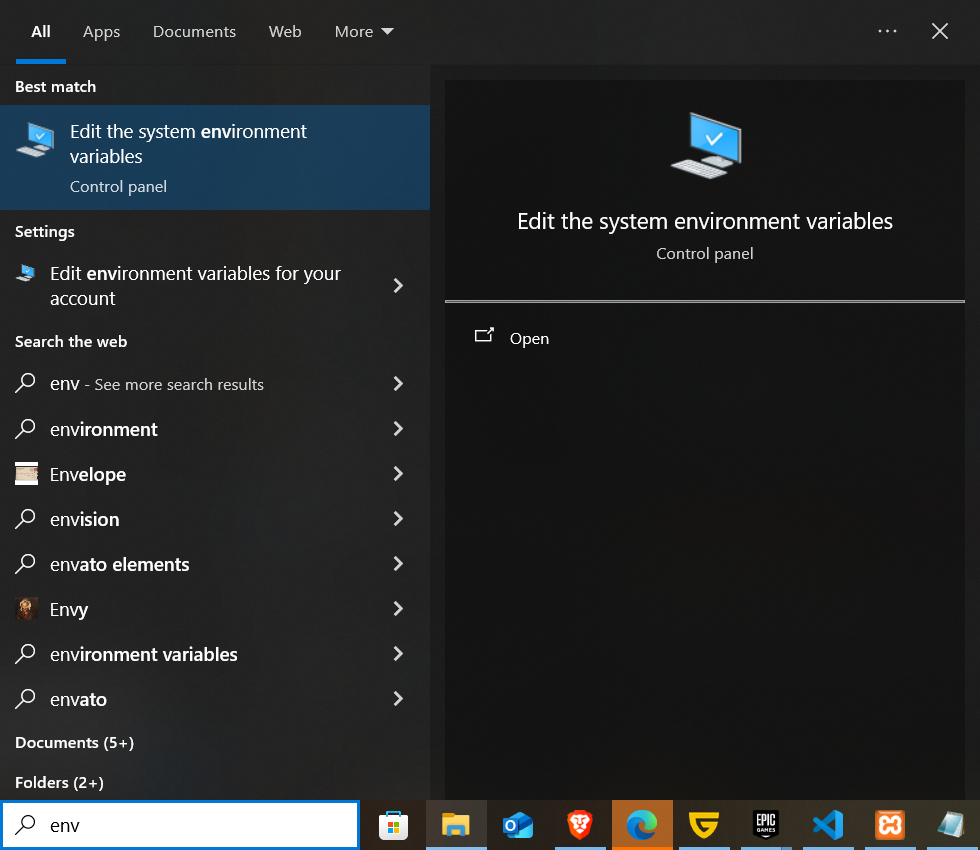 All Apps Documents Web More
Best match
Edit the system environment
variables
Control panel
Settings
Edit environment variables for your
account
Search the web
env - See more search results
environment
Envelope
envision
envato elements
Envy
environment variables
envato
Documents (5+)
Folders (2+)
env
Edit the system environment variables
Control panel
Open
EPIC
GAMES